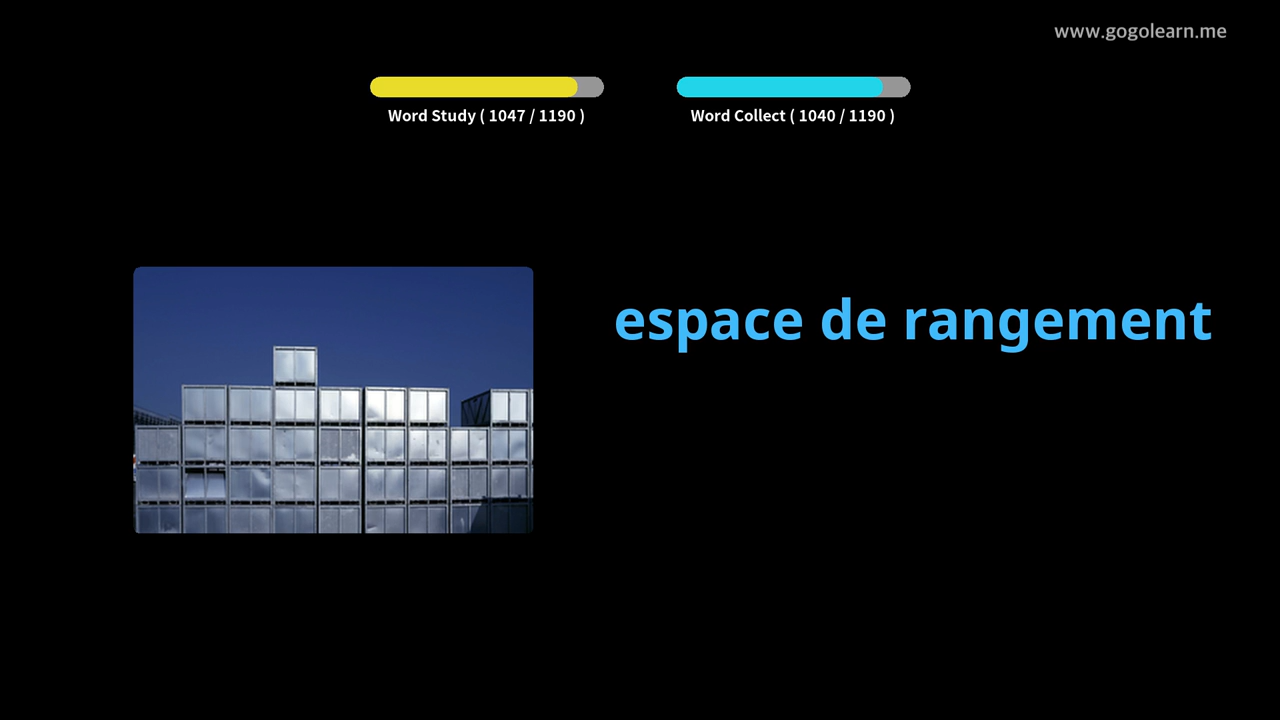 www.gogolearn.me
Word Study ( 1047 / 1190 )
Word Collect ( 1040 / 1190 )
espace de rangement